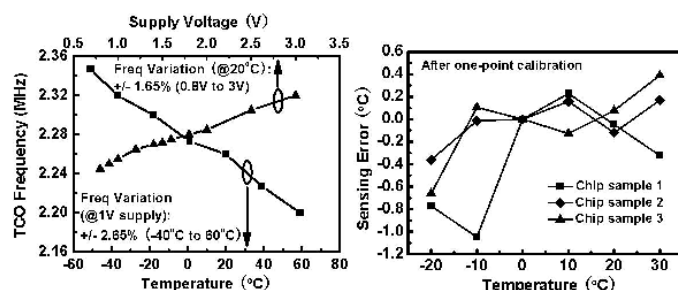 Supply Voltage (V)
0.5 1.0 1.5 2.0 2.5 3.0 3.5
2.36
2.32
2.28
2.24
2.20
2.16
TCO Frequency (MHz)
Freq Variation (@20°C):
+/- 1.65% (0.8V to 3V)
Freq Variation
(@1V supply):
+/- 2.65% (-40°C to 60°C)
-60 -40 -20 0 20 40 60 80
Temperature (°C)
0.6
0.4
0.2
0.0
-0.2
-0.4
-0.6
-0.8
-1.0
-1.2
Sensing Error (°C)
After one-point calibration
Chip sample 1
Chip sample 2
Chip sample 3
-20 -10 0 10 20 30
Temperature (°C)